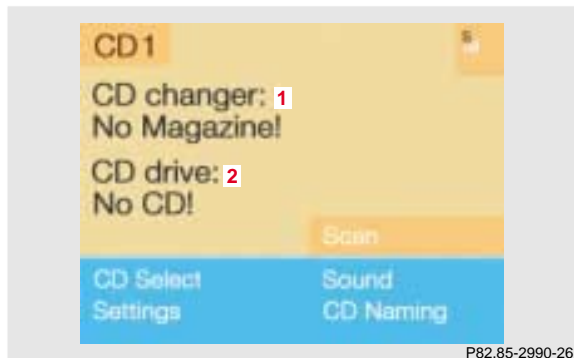 CD1
CD changer: 1
No Magazine!
CD drive: 2
No CD!
Scan
CD Select Sound
Settings CD Naming
P82.85-2990-26